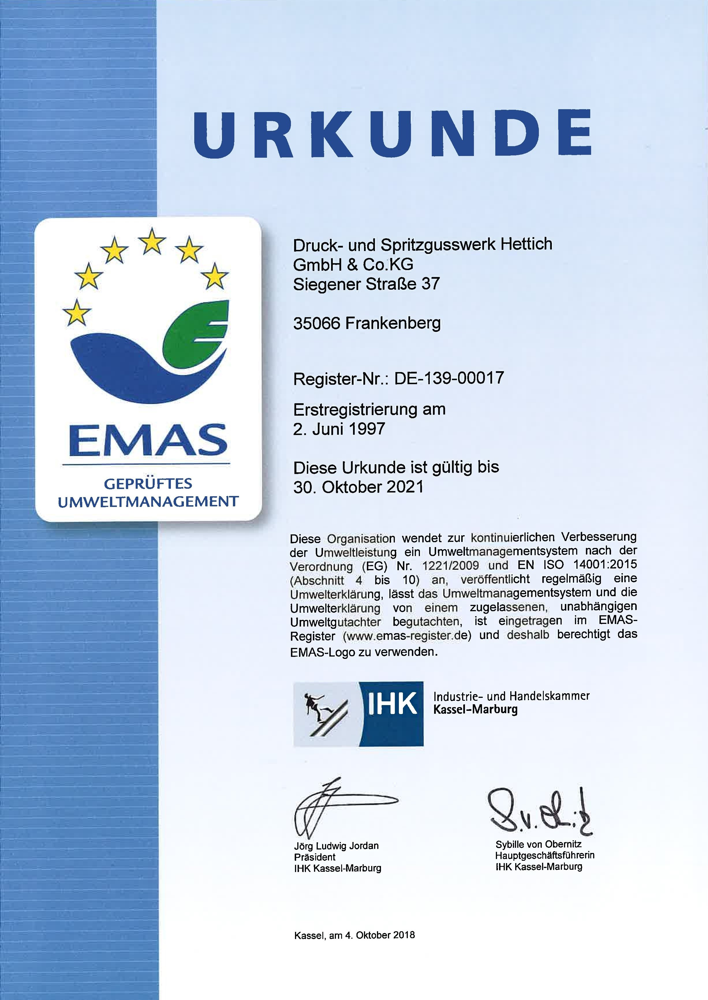 URKUNDE
EMAS
GEPRÜFTES
UMWELTMANAGEMENT
Druck- und Spritzgusswerk Hettich
GmbH & Co.KG
Siegener Straße 37
35066 Frankenberg
Register-Nr.: DE-139-00017
Erstregistrierung am
2. Juni 1997
Diese Urkunde ist gültig bis
30. Oktober 2021
Diese Organisation wendet zur kontinuierlichen Verbesserung
der Umweltleistung ein Umweltmanagementsystem nach der
Verordnung (EG) Nr. 1221/2009 und EN ISO 14001:2015
(Abschnitt 4 bis 10) an, veröffentlicht regelmäßig eine
Umwelterklärung, lässt das Umweltmanagementsystem und die
Umwelterklärung von einem zugelassenen, unabhängigen
Umweltgutachter begutachten, ist eingetragen im EMAS-
Register (www.emas-register.de) und deshalb berechtigt das
EMAS-Logo zu verwenden.
IHK
Industrie- und Handelskammer
Kassel-Marburg
Jörg Ludwig Jordan
Präsident
IHK Kassel-Marburg
Sybille von Obernitz
Hauptgeschäftsführerin
IHK Kassel-Marburg
Kassel, am 4. Oktober 2018